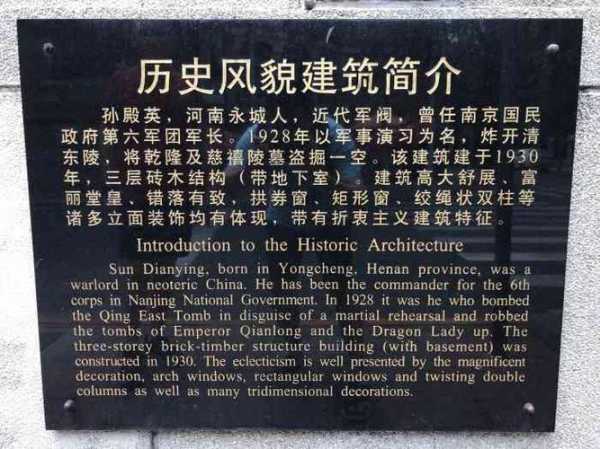 历史风貌建筑简介
孙殿英，河南永城人，近代军阀，曾任南京国民
政府第六军团军长。1928年以军事演习为名，炸开清
东陵，将乾隆及慈禧陵墓盗掘一空。该建筑建于1930
年，三层砖木结构（带地下室）。建筑高大舒展、富
丽堂皇、错落有致，拱券窗、矩形窗、绞绳状双柱等
诸多立面装饰均有体现，带有折衷主义建筑特征。
Introduction to the Historic Architecture
Sun Dianying, born in Yongcheng, Henan province, was a
warlord in neoteric China. He has been the commander for the 6th
corps in Nanjing National Government. In 1928 it was he who bombed
the Qing East Tomb in disguise of a martial rehearsal and robbed
the tombs of Emperor Qianlong and the Dragon Lady up. The
three-storey brick-timber structure building (with basement) was
constructed in 1930. The eclecticism is well presented by the magnificent
decoration, arch windows, rectangular windows and twisting double
columns as well as many tridimensional decorations.